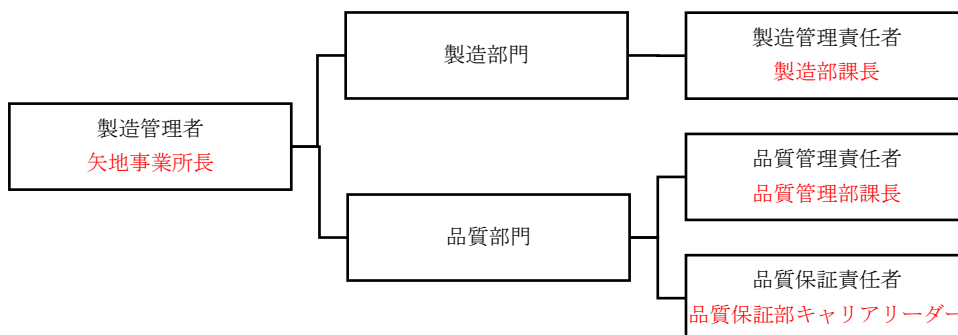 製造管理者
矢地事業所長
製造部門
品質部門
製造管理責任者
製造部課長
品質管理責任者
品質管理部課長
品質保証責任者
品質保証部キャリアリーダー